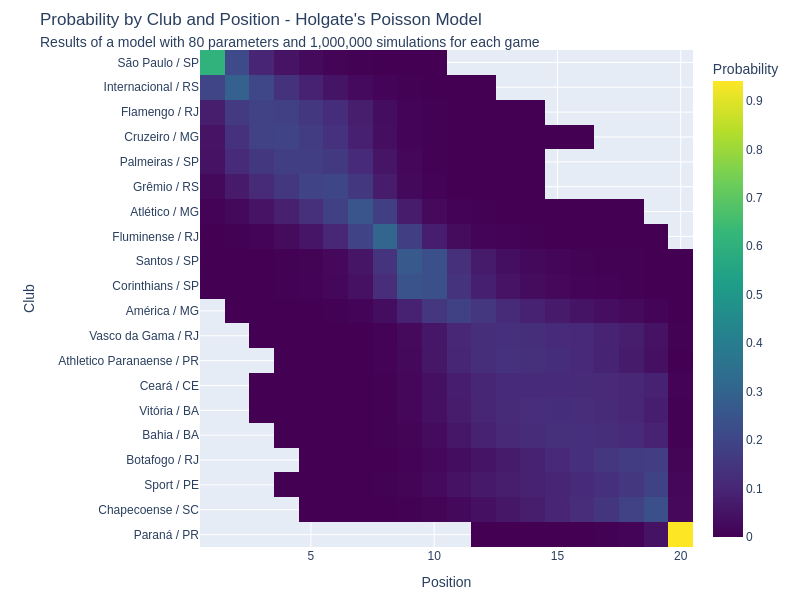 Probability by Club and Position - Holgate's Poisson Model
Results of a model with 80 parameters and 1,000,000 simulations for each game
Probability
São Paulo / SP
Internacional / RS
Flamengo / RJ
Cruzeiro / MG
Palmeiras / SP
Grêmio / RS
Atlético / MG
Fluminense / RJ
Santos / SP
Corinthians / SP
América / MG
Vasco da Gama / RJ
Athletico Paranaense / PR
Ceará / CE
Vitória / BA
Bahia / BA
Botafogo / RJ
Sport / PE
Chapecoense / SC
Paraná / PR
Club
5
10
15
20
Position
0.9
0.8
0.7
0.6
0.5
0.4
0.3
0.2
0.1
0